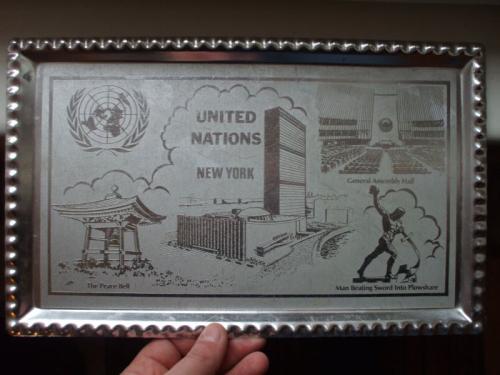 UNITED
NATIONS
NEW YORK
General Assembly Hall
The Peace Bell
Man Beating Sword Into Plowshare